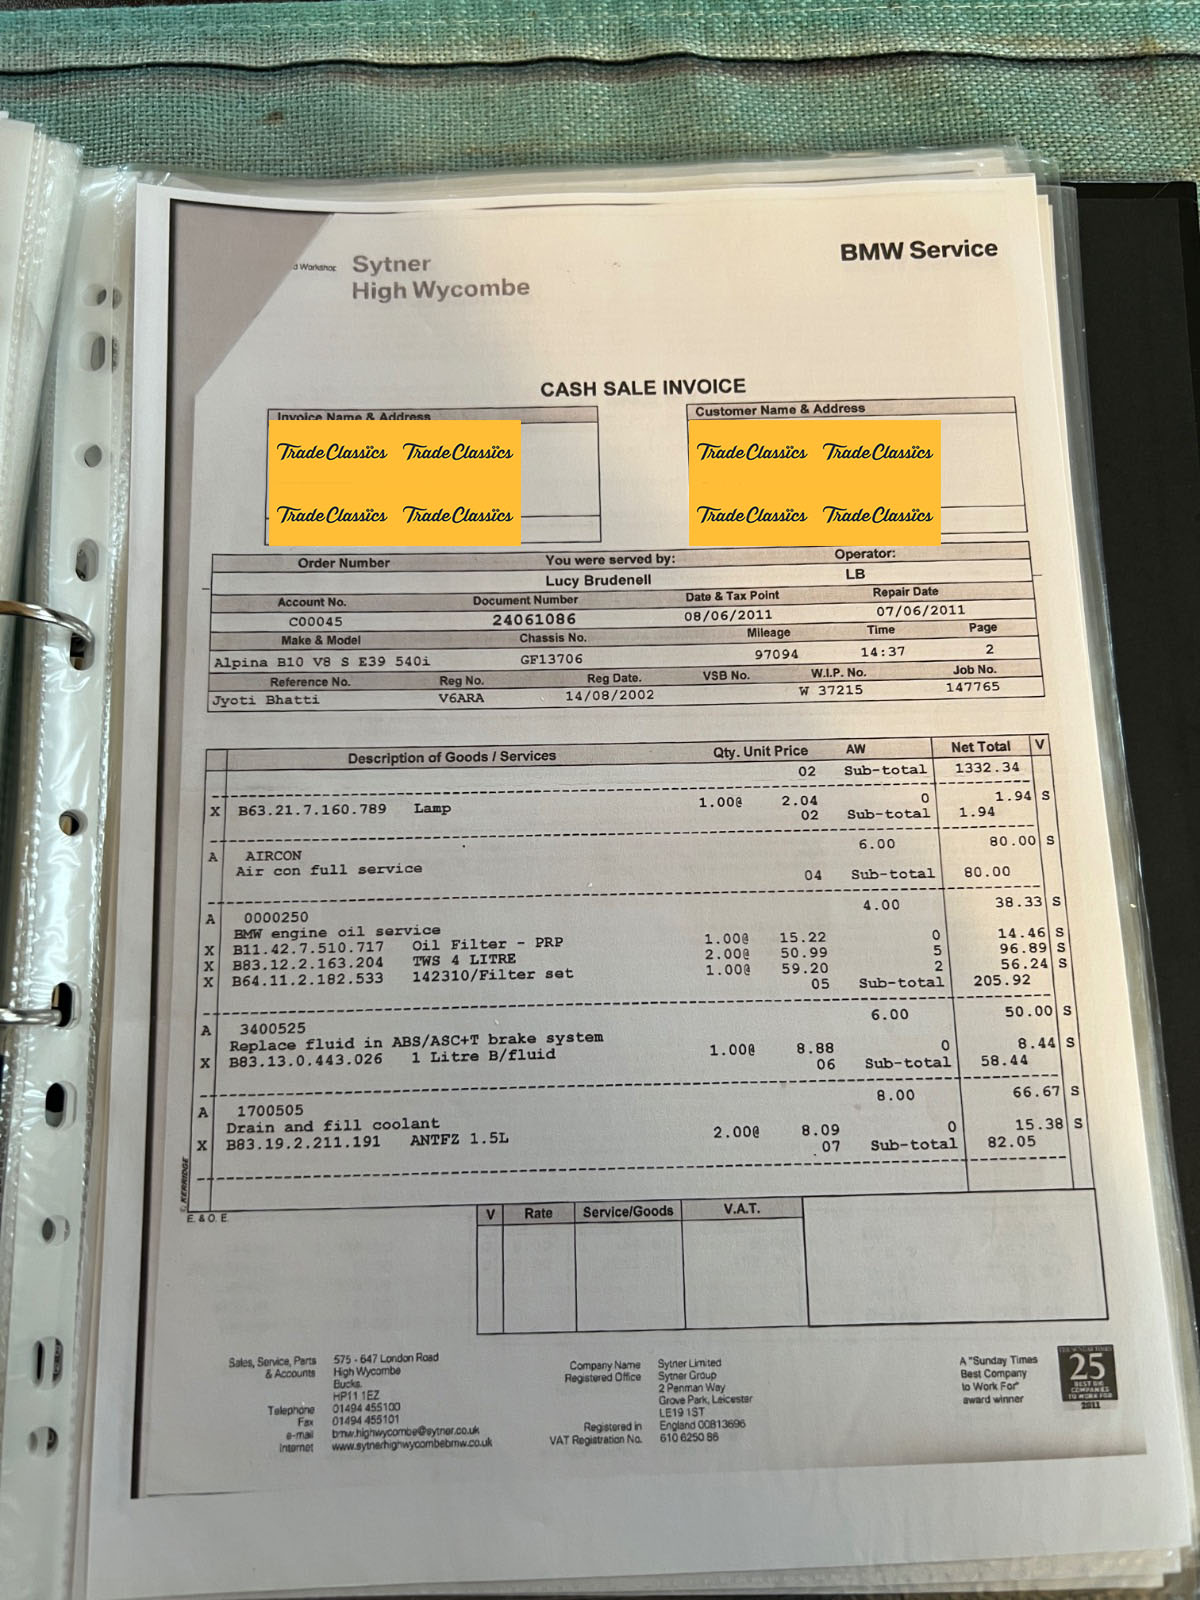 d Workshop Sytner
High Wycombe
BMW Service
CASH SALE INVOICE
Invoice Name & Address
Customer Name & Address
TradeClassics TradeClassics
TradeClassics TradeClassics
TradeClassics TradeClassics
TradeClassics TradeClassics
Order Number You were served by: Operator:
Lucy Brudenell LB
Account No. Document Number Date & Tax Point Repair Date
C00045 24061086 08/06/2011 07/06/2011
Make & Model Chassis No. Mileage Time Page
Alpina B10 V8 S E39 540i GF13706 97094 14:37 2
Reference No. Reg No. Reg Date. VSB No. W.I.P. No. Job No.
Jyoti Bhatti V6ARA 14/08/2002 W 37215 147765
Description of Goods / Services Qty. Unit Price AW Net Total V
02 Sub-total 1332.34
X B63.21.7.160.789 Lamp 1.00@ 2.04 0 1.94 S
02 Sub-total 1.94
A AIRCON 6.00 80.00 S
Air con full service
04 Sub-total 80.00
A 0000250 4.00 38.33 S
BMW engine oil service
X B11.42.7.510.717 Oil Filter - PRP 1.00@ 15.22 0 14.46 S
X B83.12.2.163.204 TWS 4 LITRE 2.00@ 50.99 5 96.89 S
X B64.11.2.182.533 142310/Filter set 1.00@ 59.20 2 56.24 S
05 Sub-total 205.92
A 3400525 6.00 50.00 S
Replace fluid in ABS/ASC+T brake system
X B83.13.0.443.026 1 Litre B/fluid 1.00@ 8.88 0 8.44 S
06 Sub-total 58.44
A 1700505 8.00 66.67 S
Drain and fill coolant
X B83.19.2.211.191 ANTFZ 1.5L 2.00@ 8.09 0 15.38 S
07 Sub-total 82.05
© KERRIDGE
E. & O. E.
V Rate Service/Goods V.A.T.
Sales, Service, Parts & Accounts
575 - 647 London Road
High Wycombe
Bucks.
HP11 1EZ
Telephone 01494 455100
Fax 01494 455101
e-mail bmw.highwycombe@sytner.co.uk
Internet www.sytnerhighwycombebmw.co.uk
Company Name Sytner Limited
Registered Office Sytner Group
2 Penman Way
Grove Park, Leicester
LE19 1ST
Registered in England 00813696
VAT Registration No. 610 6250 86
A "Sunday Times
Best Company
to Work For"
award winner
THE SUNDAY TIMES
25
BEST BIG
COMPANIES
TO WORK FOR
2011